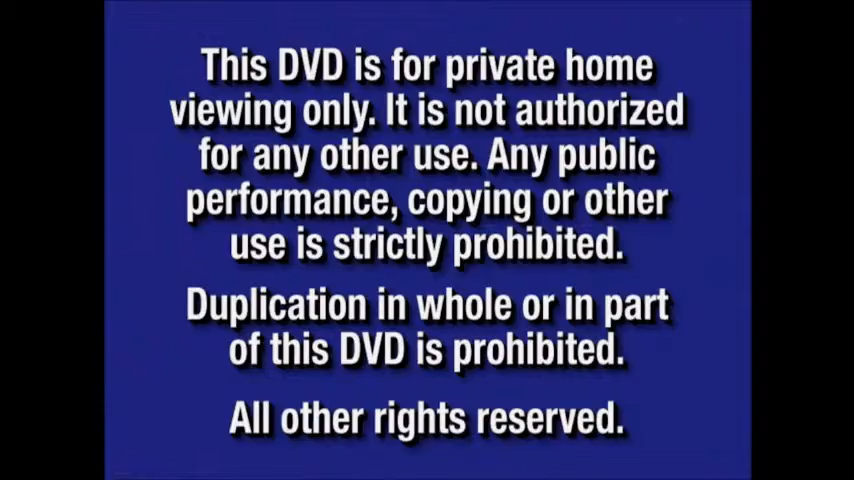 This DVD is for private home
viewing only. It is not authorized
for any other use. Any public
performance, copying or other
use is strictly prohibited.
Duplication in whole or in part
of this DVD is prohibited.
All other rights reserved.